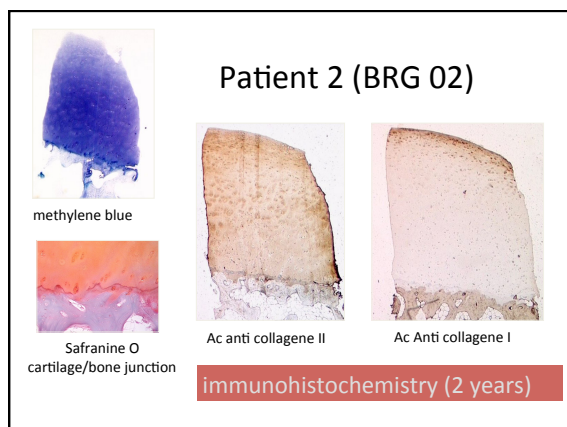 Patient 2 (BRG 02)
methylene blue
Safranine O
cartilage/bone junction
Ac anti collagene II
Ac Anti collagene I
immunohistochemistry (2 years)